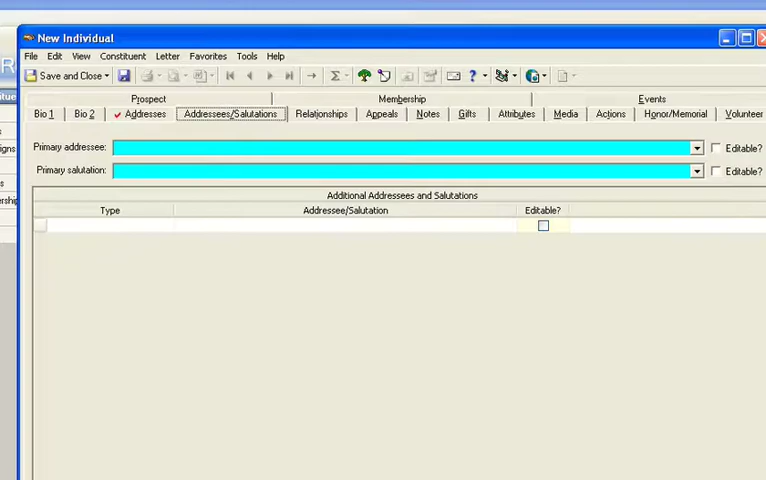 New Individual
File Edit View Constituent Letter Favorites Tools Help
Save and Close
Prospect Membership Events
Bio 1 Bio 2 Addresses Addressees/Salutations Relationships Appeals Notes Gifts Attributes Media Actions Honor/Memorial Volunteer
Primary addressee: Editable?
Primary salutation: Editable?
Additional Addressees and Salutations
Type Addressee/Salutation Editable?